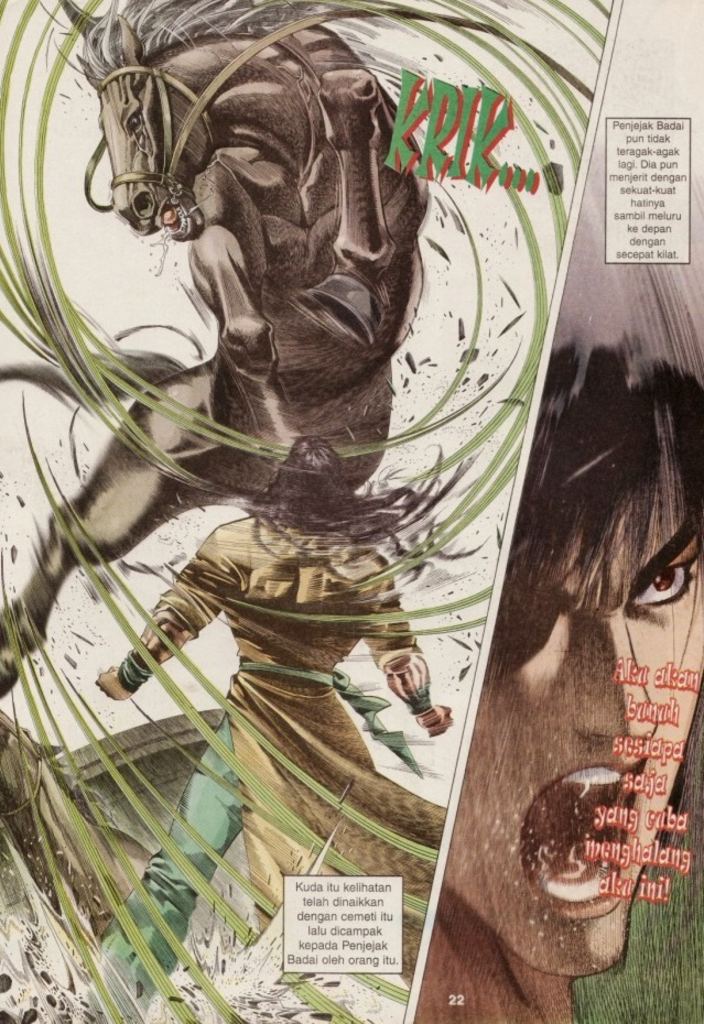 KRIK....
Kuda itu kelihatan
telah dinaikkan
dengan cemeti itu
lalu dicampak
kepada Penjejak
Badai oleh orang itu.
Penjejak Badai
pun tidak
teragak-agak
lagi. Dia pun
menjerit dengan
sekuat-kuat
hatinya
sambil meluru
ke depan
dengan
secepat kilat.
Aku akan
bunuh
sesiapa
saja
yang cuba
menghalang
aku ini!
22